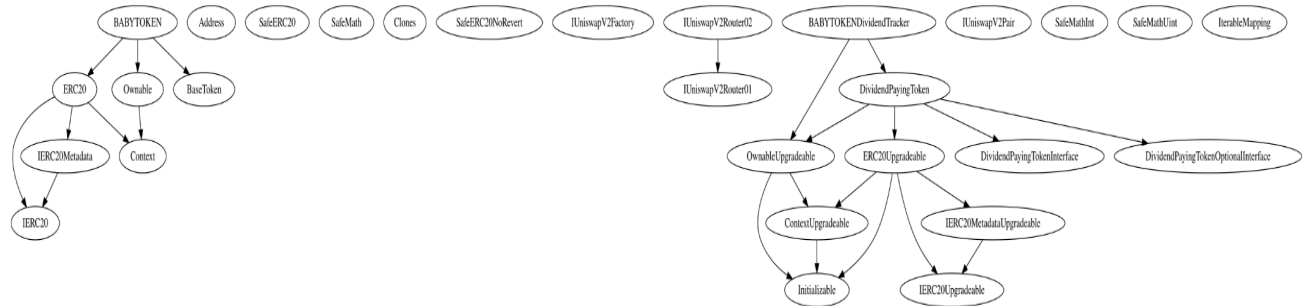 BABYTOKEN Address SafeERC20 SafeMath Clones SafeERC20NoRevert IUniswapV2Factory IUniswapV2Router02 BABYTOKENDividendTracker IUniswapV2Pair SafeMathInt SafeMathUint IterableMapping
ERC20 Ownable BaseToken IUniswapV2Router01 DividendPayingToken
IERC20Metadata Context OwnableUpgradeable ERC20Upgradeable DividendPayingTokenInterface DividendPayingTokenOptionalInterface
IERC20 ContextUpgradeable IERC20MetadataUpgradeable
Initializable IERC20Upgradeable